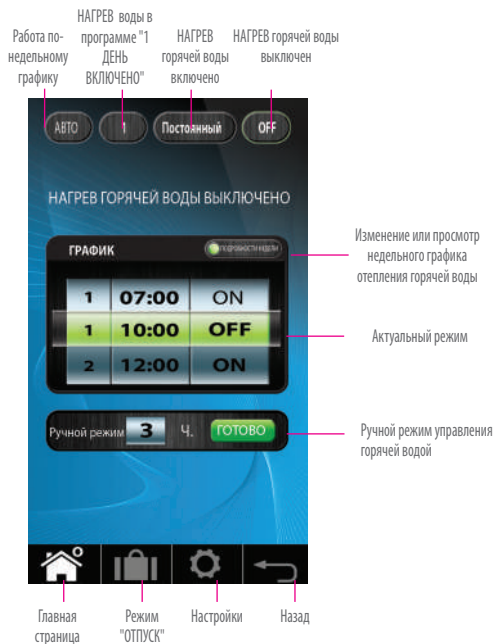 Работа по-
недельному
графику
НАГРЕВ воды в
программе "1
ДЕНЬ
ВКЛЮЧЕНО"
НАГРЕВ
горячей воды
включено
НАГРЕВ горячей воды
выключен
АВТО
1
Постоянный
OFF
НАГРЕВ ГОРЯЧЕЙ ВОДЫ ВЫКЛЮЧЕНО
ГРАФИК
ПОДРОБНОСТИ НЕДЕЛИ
1 07:00 ON
1 10:00 OFF
2 12:00 ON
Изменение или просмотр
недельного графика
отепления горячей воды
Актуальный режим
Ручной режим 3 Ч. ГОТОВО
Ручной режим управления
горячей водой
Главная
страница
Режим
"ОТПУСК"
Настройки
Назад